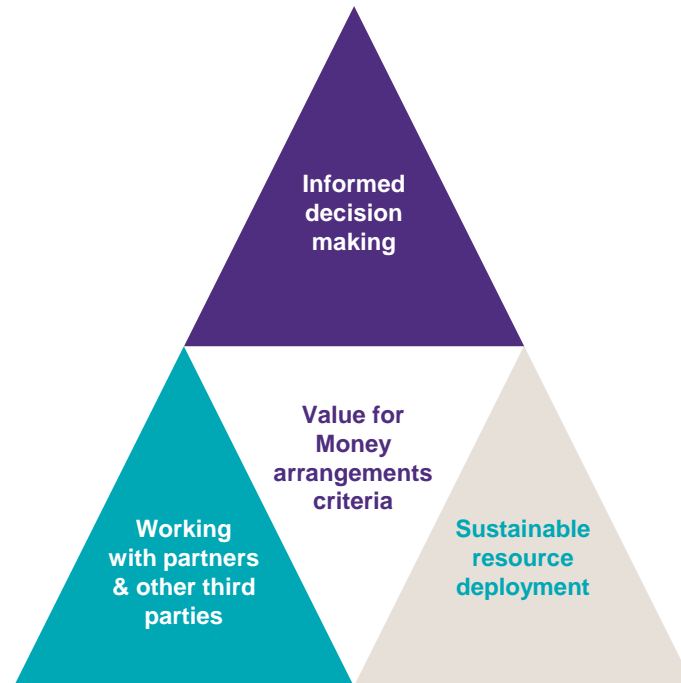 Informed
decision
making
Value for
Money
arrangements
criteria
Working
with partners
& other third
parties
Sustainable
resource
deployment